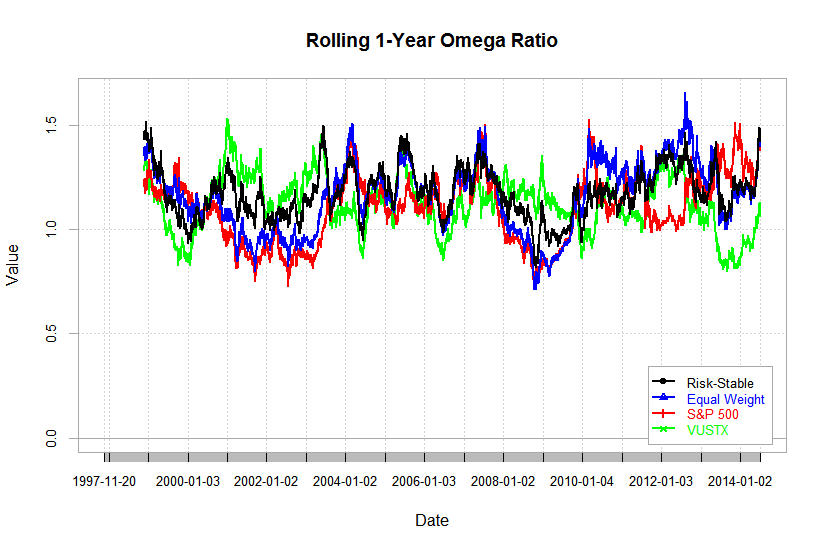 Rolling 1-Year Omega Ratio
Value
1.5
1.0
0.5
0.0
Risk-Stable
Equal Weight
S&P 500
VUSTX
1997-11-20
2000-01-03
2002-01-02
2004-01-02
2006-01-03
2008-01-02
2010-01-04
2012-01-03
2014-01-02
Date